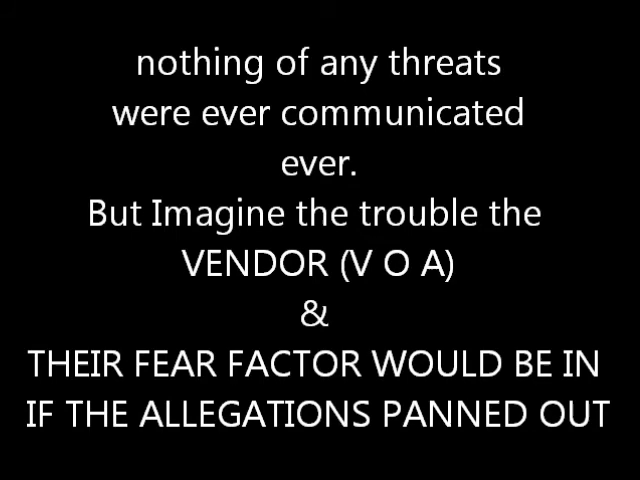 nothing of any threats
were ever communicated
ever.
But Imagine the trouble the
VENDOR (V O A)
&
THEIR FEAR FACTOR WOULD BE IN
IF THE ALLEGATIONS PANNED OUT